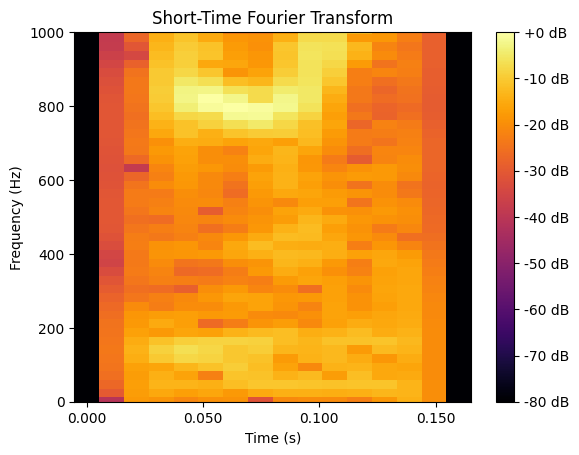 Short-Time Fourier Transform
1000
800
600
400
200
0
Frequency (Hz)
0.000
0.050
0.100
0.150
Time (s)
+0 dB
-10 dB
-20 dB
-30 dB
-40 dB
-50 dB
-60 dB
-70 dB
-80 dB